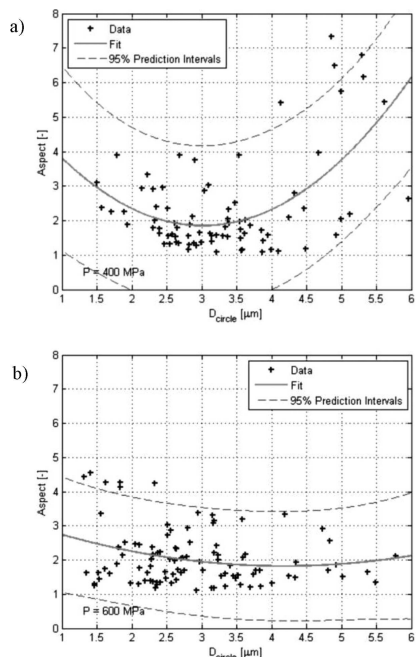 a)
8
7
6
5
4
3
2
1
0
Aspect [-]
Data
Fit
95% Prediction Intervals
P = 400 MPa
1 1.5 2 2.5 3 3.5 4 4.5 5 5.5 6
D_circle [µm]
b)
8
7
6
5
4
3
2
1
0
Aspect [-]
Data
Fit
95% Prediction Intervals
P = 600 MPa
1 1.5 2 2.5 3 3.5 4 4.5 5 5.5 6
D_circle [µm]